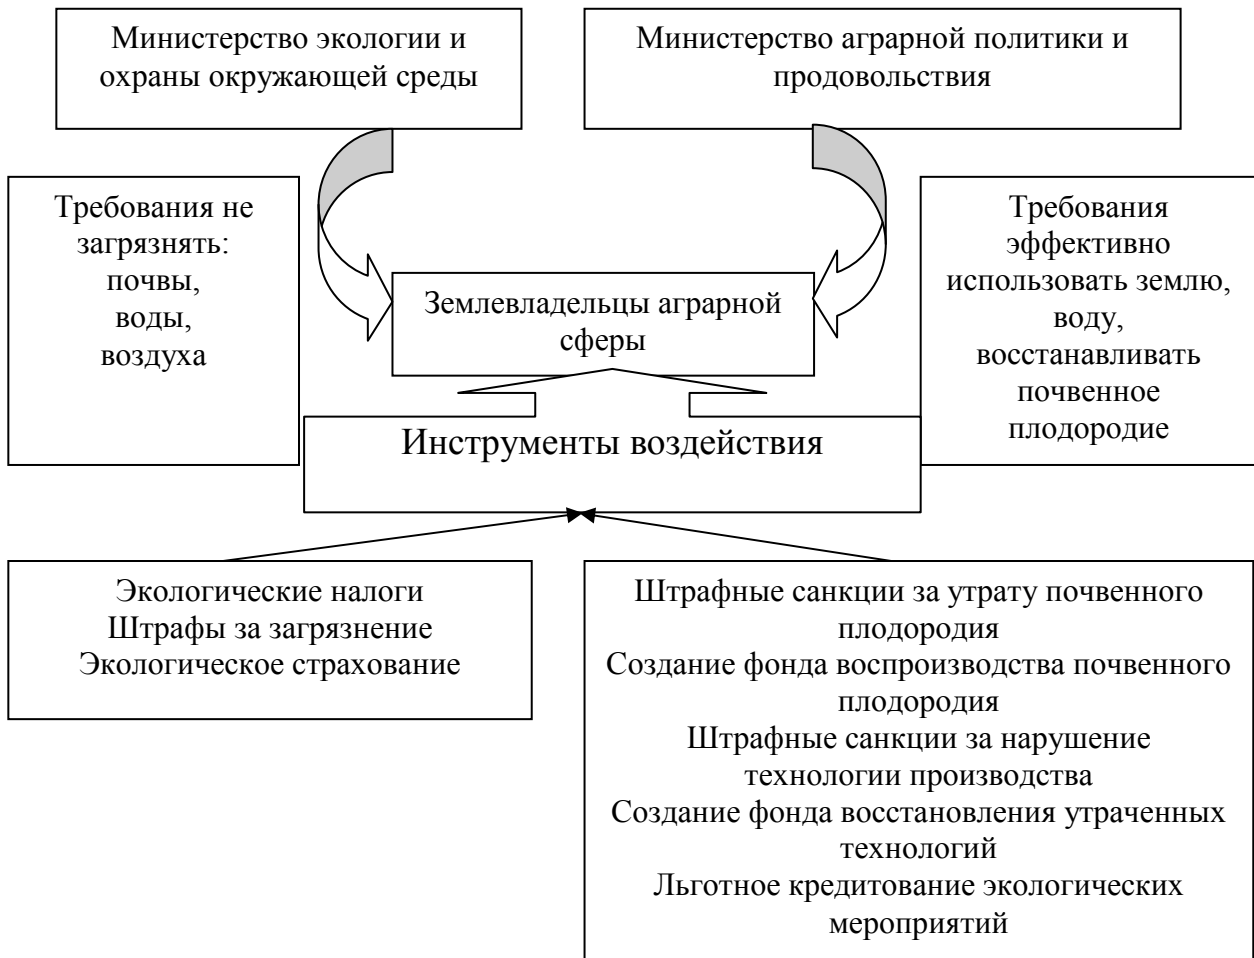 Министерство экологии и
охраны окружающей среды
Министерство аграрной политики и
продовольствия
Требования не
загрязнять:
почвы,
воды,
воздуха
Землевладельцы аграрной
сферы
Требования
эффективно
использовать землю,
воду,
восстанавливать
почвенное
плодородие
Инструменты воздействия
Экологические налоги
Штрафы за загрязнение
Экологическое страхование
Штрафные санкции за утрату почвенного
плодородия
Создание фонда воспроизводства почвенного
плодородия
Штрафные санкции за нарушение
технологии производства
Создание фонда восстановления утраченных
технологий
Льготное кредитование экологических
мероприятий